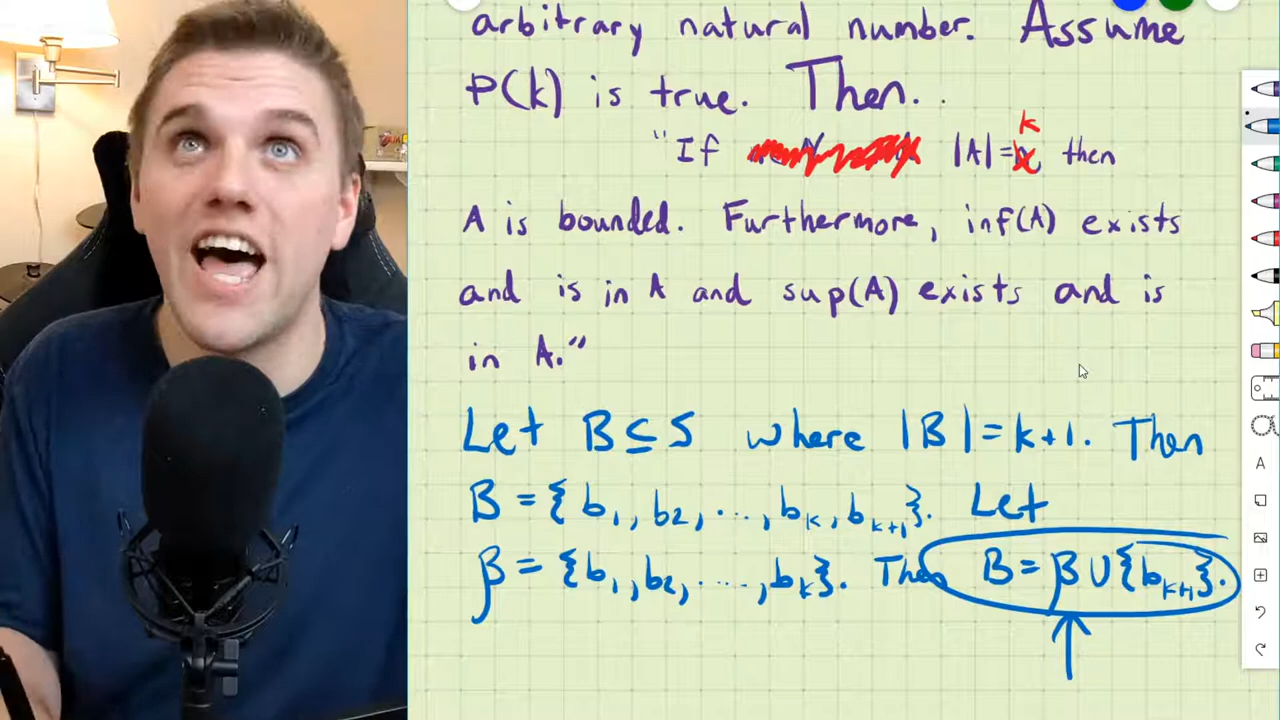 arbitrary natural number. Assume
P(k) is true. Then..
k
"If |A|= then
A is bounded. Furthermore, inf(A) exists
and is in A and sup(A) exists and is
in A."
Let B ⊆ S where |B|=k+1. Then
B = {b₁, b₂, ..., bₖ, bₖ₊₁}. Let
β = {b₁, b₂, ..., bₖ}. Then B = β ∪ {bₖ₊₁}.
A